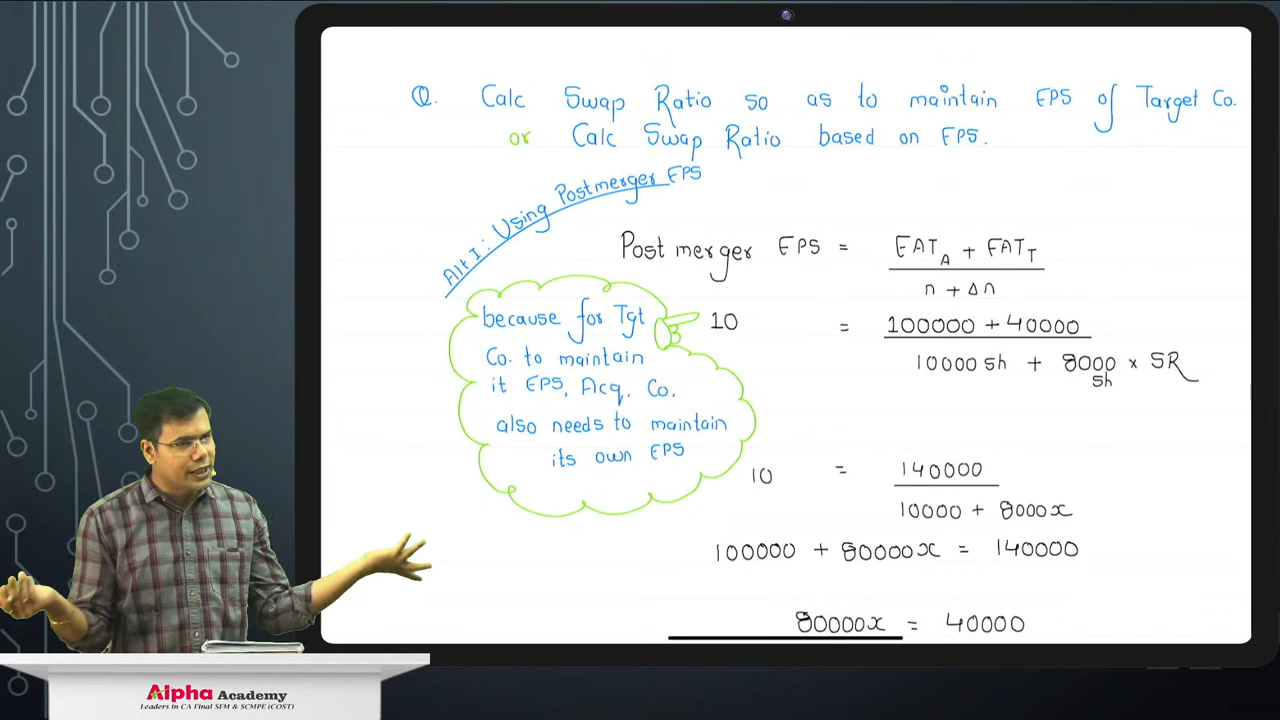 Q. Calc Swap Ratio so as to maintain EPS of Target Co.
or Calc Swap Ratio based on EPS.
Alt I: Using Postmerger EPS
Post merger EPS = EAT_A + EAT_T
n + Δn
because for Tgt
Co. to maintain
it EPS, Acq. Co.
also needs to maintain
its own EPS
10 = 100000 + 40000
10000 sh + 8000 sh × SR
10 = 140000
10000 + 8000x
100000 + 80000x = 140000
80000x = 40000
Alpha Academy
Leaders in CA Final SFM & SCMPE (COST)